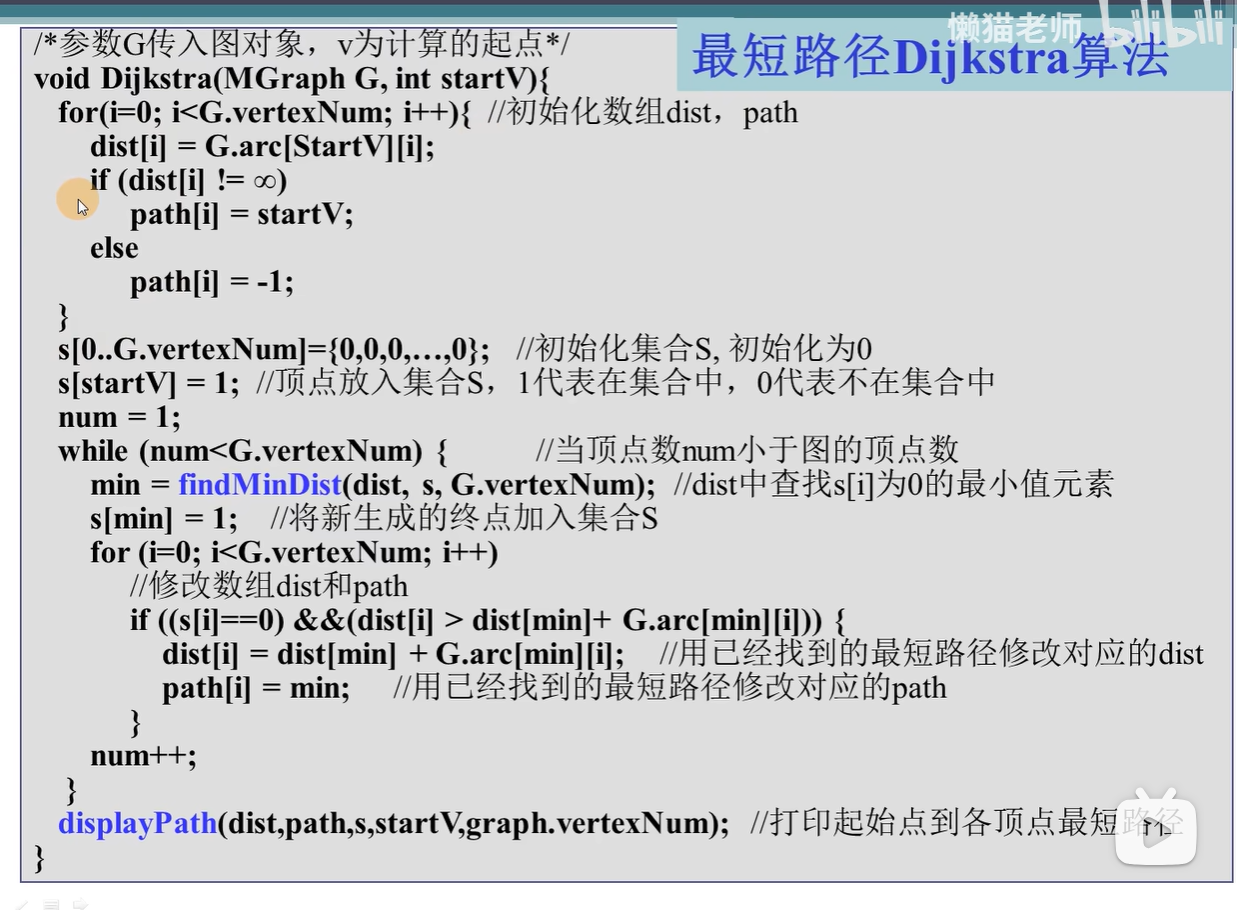 懒猫老师 bilibili
最短路径Dijkstra算法
/*参数G传入图对象，v为计算的起点*/
void Dijkstra(MGraph G, int startV){
for(i=0; i<G.vertexNum; i++){ //初始化数组dist，path
dist[i] = G.arc[StartV][i];
if (dist[i] != ∞)
path[i] = startV;
else
path[i] = -1;
}
s[0..G.vertexNum]={0,0,0,…,0}; //初始化集合S, 初始化为0
s[startV] = 1; //顶点放入集合S，1代表在集合中，0代表不在集合中
num = 1;
while (num<G.vertexNum) { //当顶点数num小于图的顶点数
min = findMinDist(dist, s, G.vertexNum); //dist中查找s[i]为0的最小值元素
s[min] = 1; //将新生成的终点加入集合S
for (i=0; i<G.vertexNum; i++)
//修改数组dist和path
if ((s[i]==0) &&(dist[i] > dist[min]+ G.arc[min][i])) {
dist[i] = dist[min] + G.arc[min][i]; //用已经找到的最短路径修改对应的dist
path[i] = min; //用已经找到的最短路径修改对应的path
}
num++;
}
displayPath(dist,path,s,startV,graph.vertexNum); //打印起始点到各顶点最短路径
}